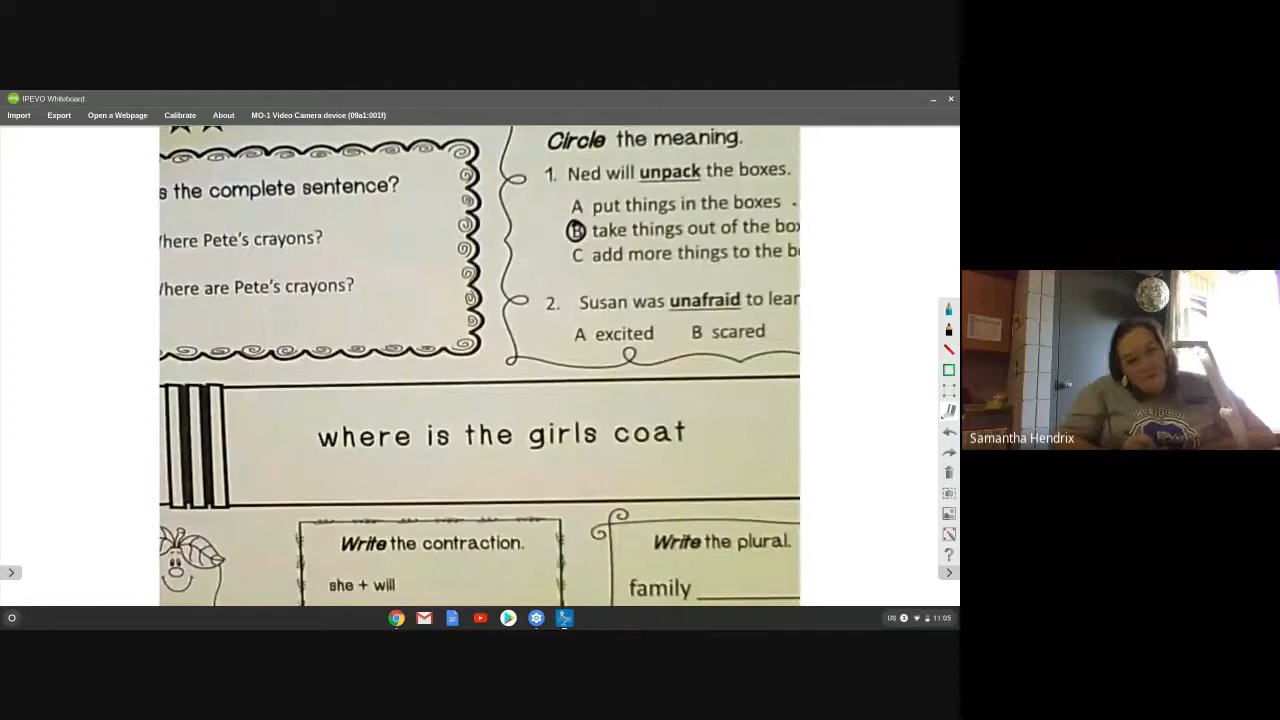 IPEVO Whiteboard
Import Export Open a Webpage Calibrate About MO-1 Video Camera device (09a1:001f)
s the complete sentence?
here Pete's crayons?
here are Pete's crayons?
Circle the meaning.
1. Ned will unpack the boxes.
A put things in the boxes
B take things out of the bo
C add more things to the b
2. Susan was unafraid to lear
A excited B scared
where is the girls coat
Write the contraction.
she + will
Write the plural.
family
Samantha Hendrix
US 3 11:05